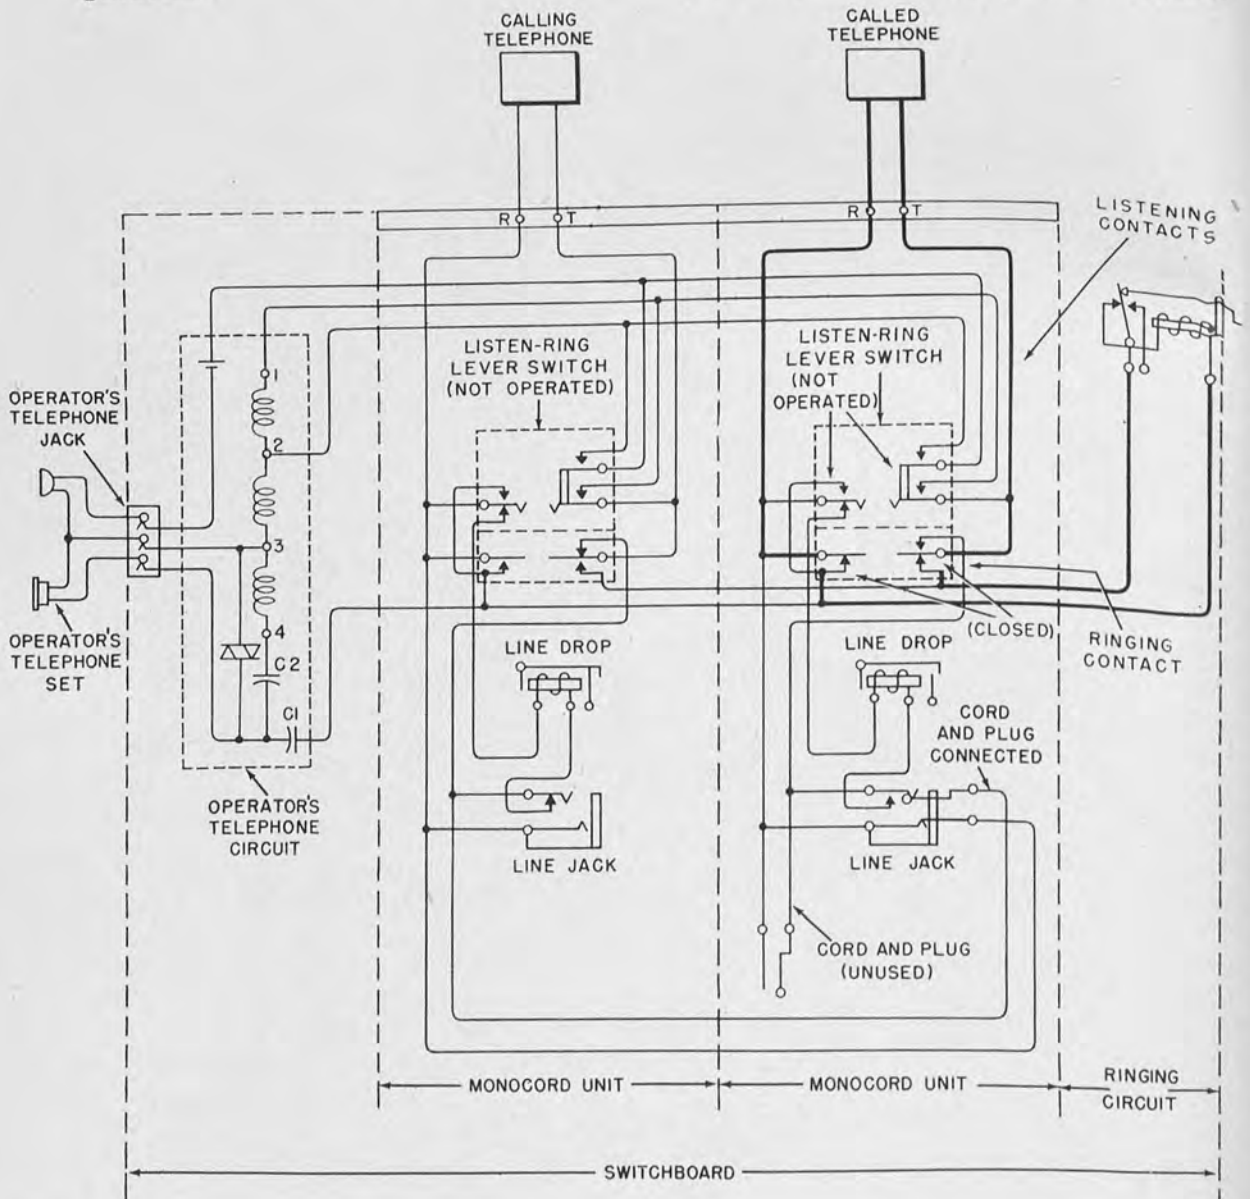 CALLING
TELEPHONE
CALLED
TELEPHONE
LISTENING
CONTACTS
R
T
R
T
LISTEN-RING
LEVER SWITCH
(NOT OPERATED)
LISTEN-RING
LEVER SWITCH
(NOT
OPERATED)
1
2
3
4
C2
C1
OPERATOR'S
TELEPHONE
JACK
OPERATOR'S
TELEPHONE
SET
OPERATOR'S
TELEPHONE
CIRCUIT
LINE DROP
LINE DROP
(CLOSED)
RINGING
CONTACT
CORD
AND PLUG
CONNECTED
LINE JACK
LINE JACK
CORD AND PLUG
(UNUSED)
MONOCORD UNIT
MONOCORD UNIT
RINGING
CIRCUIT
SWITCHBOARD